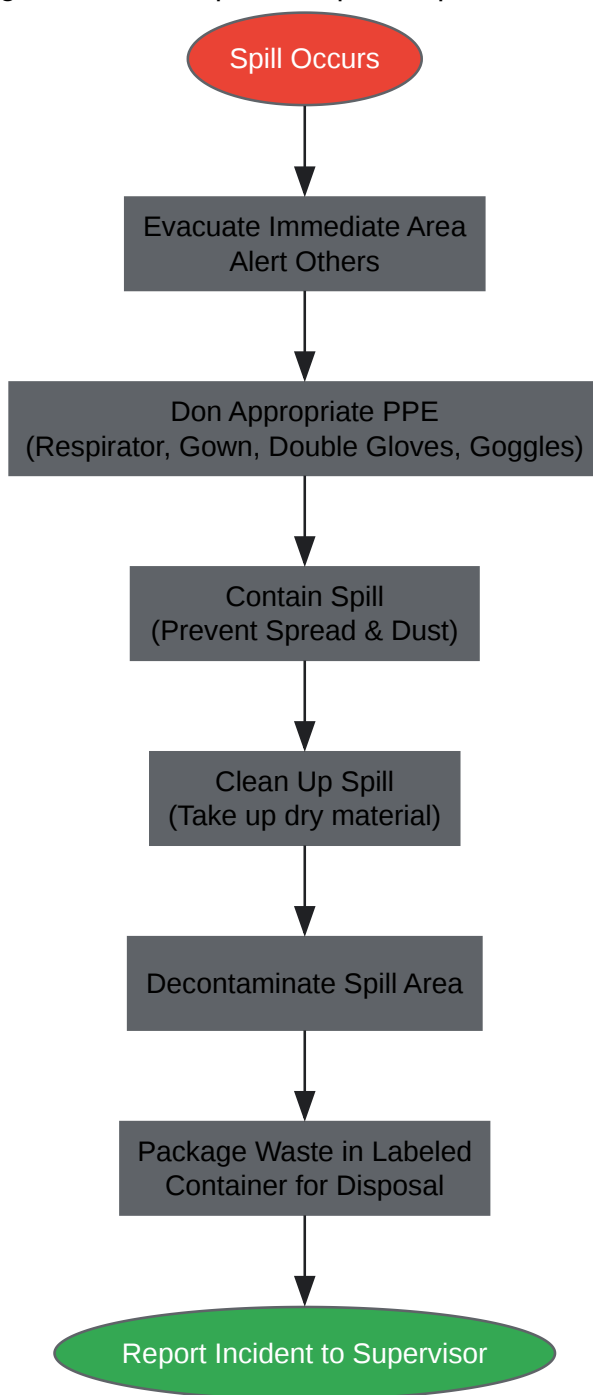 Spill Occurs
Evacuate Immediate Area
Alert Others
Don Appropriate PPE
(Respirator, Gown, Double Gloves, Goggles)
Contain Spill
(Prevent Spread & Dust)
Clean Up Spill
(Take up dry material)
Decontaminate Spill Area
Package Waste in Labeled
Container for Disposal
Report Incident to Supervisor